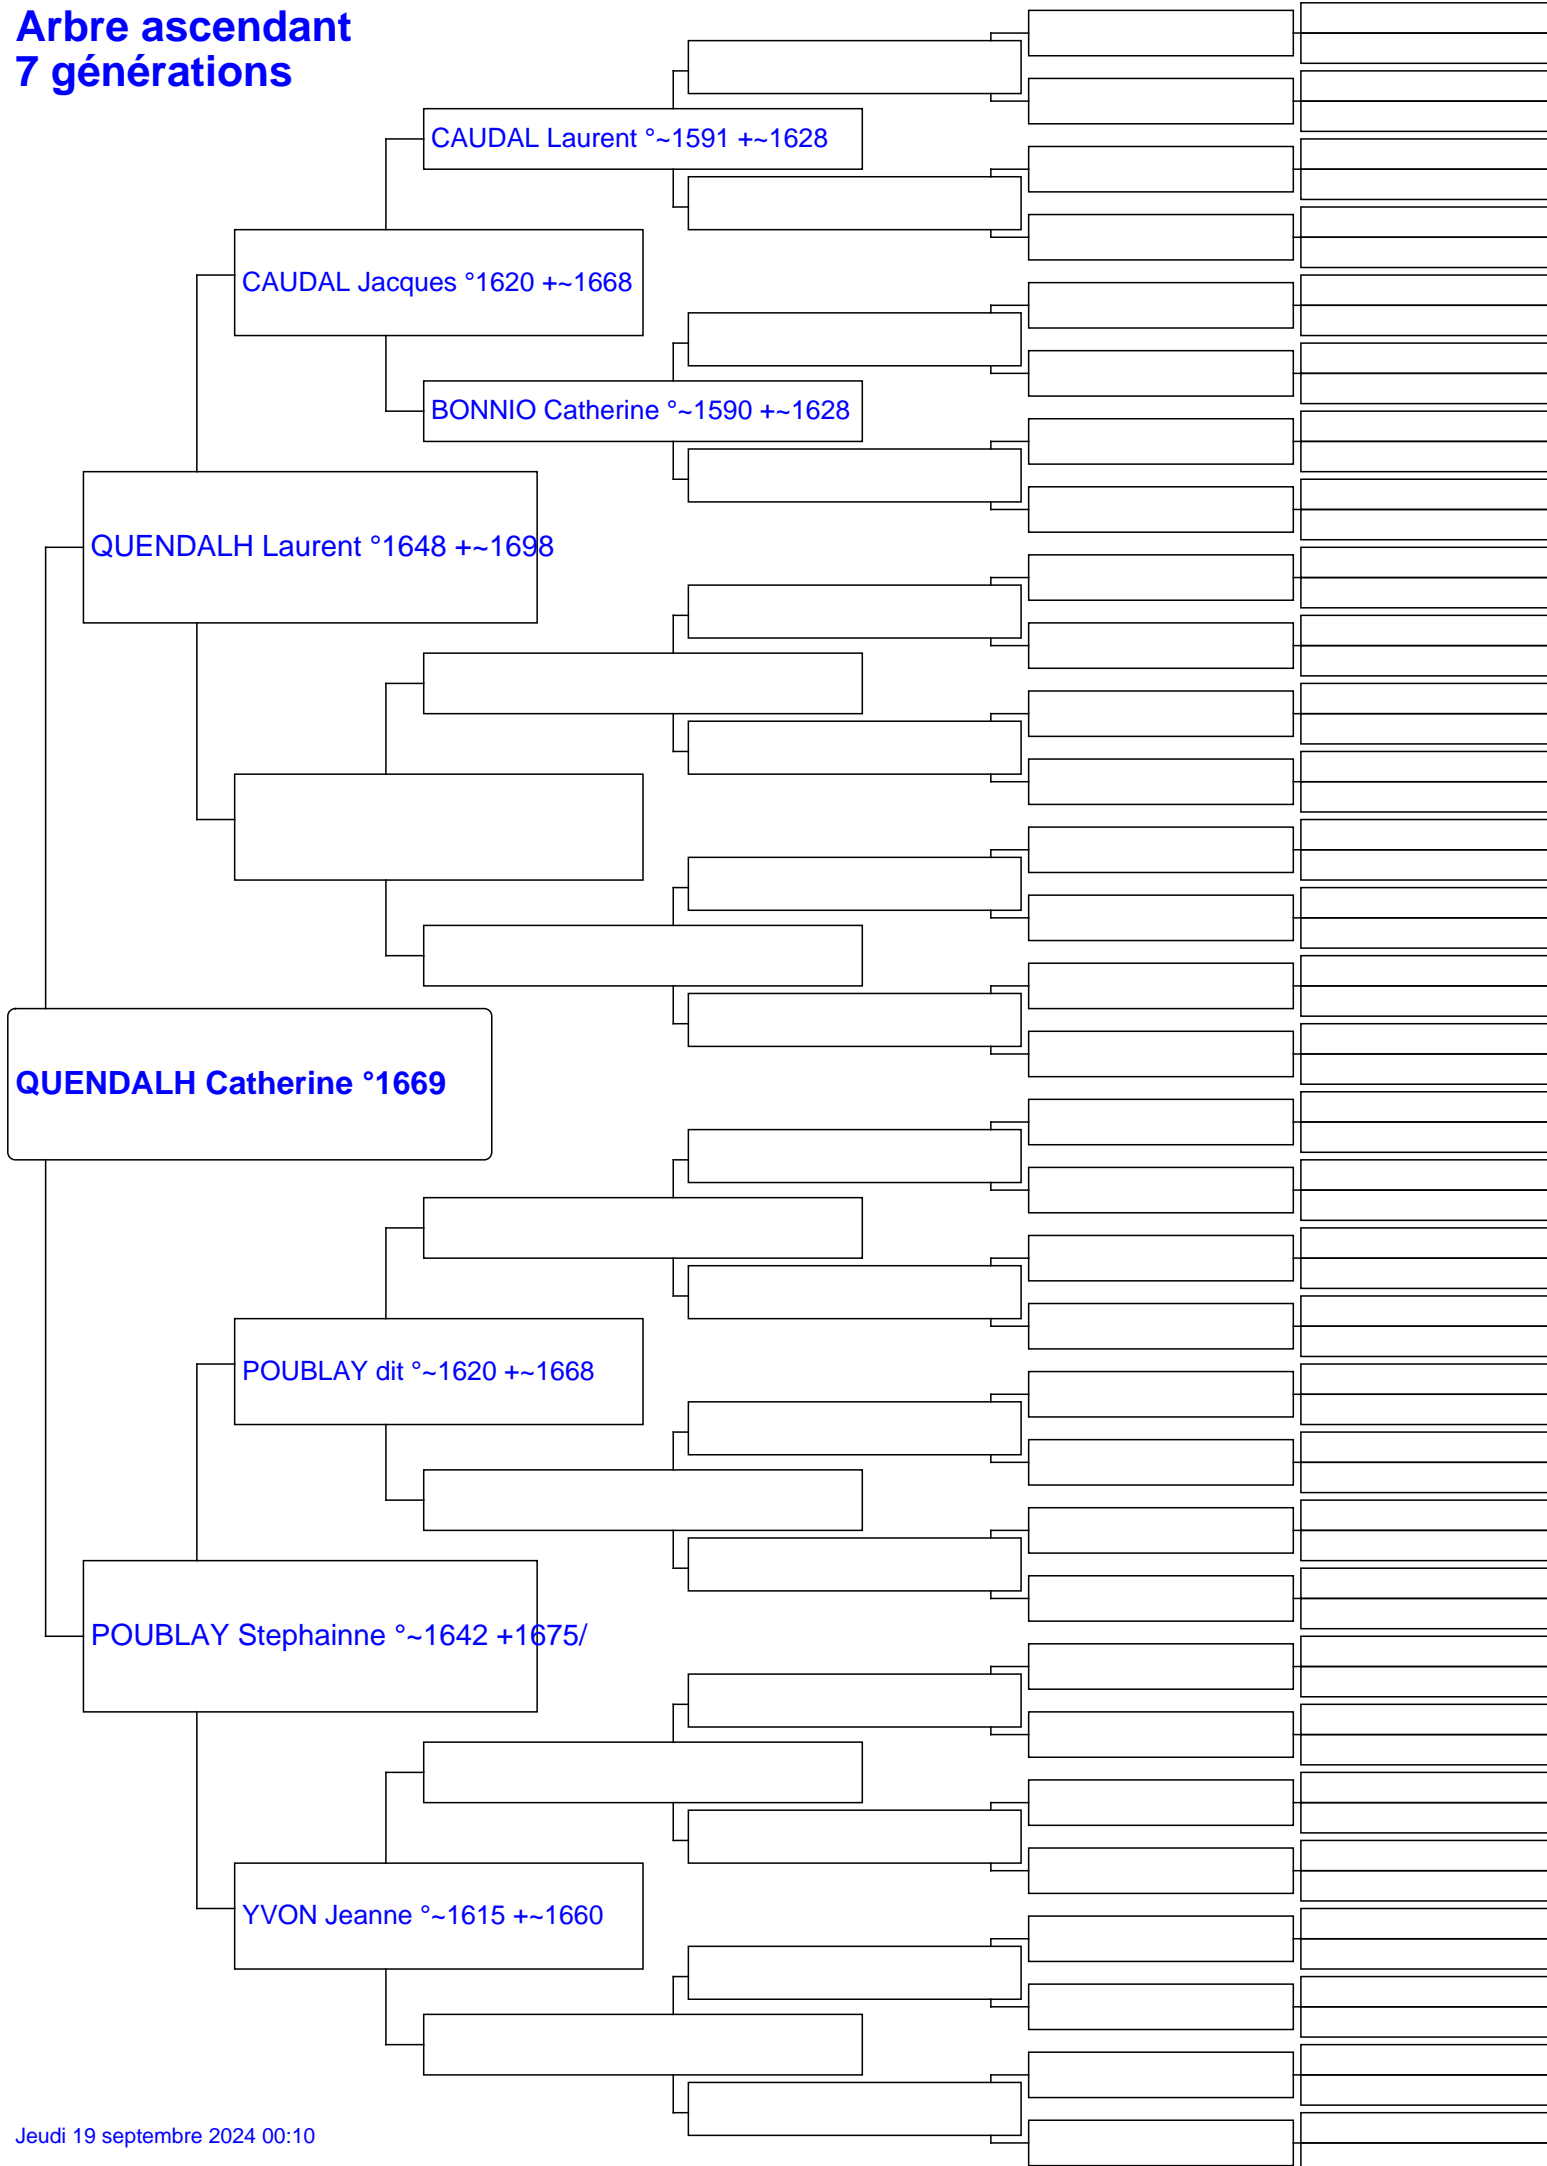 Arbre ascendant
7 générations
CAUDAL Laurent °~1591 +~1628
CAUDAL Jacques °1620 +~1668
BONNIO Catherine °~1590 +~1628
QUENDALH Laurent °1648 +~1698
QUENDALH Catherine °1669
POUBLAY dit °~1620 +~1668
POUBLAY Stephainne °~1642 +1675/
YVON Jeanne °~1615 +~1660
Jeudi 19 septembre 2024 00:10